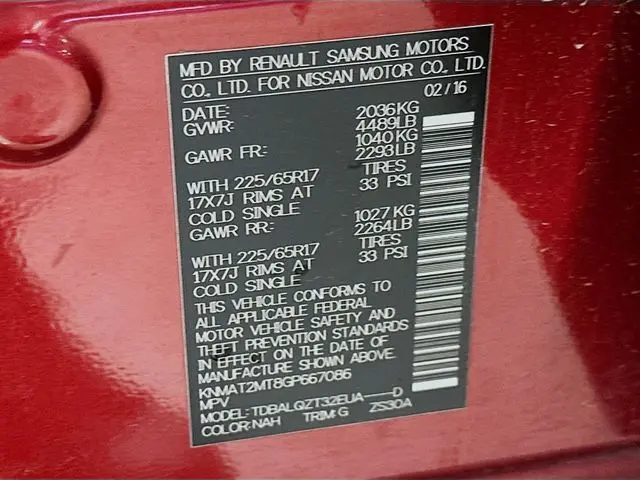 MFD BY RENAULT SAMSUNG MOTORS
CO., LTD. FOR NISSAN MOTOR CO., LTD.
DATE: 02/16
GVWR: 2036KG
4489LB
GAWR FR: 1040KG
2293LB
WITH 225/65R17 TIRES
17X7J RIMS AT 33 PSI
COLD SINGLE
GAWR RR: 1027KG
2264LB
WITH 225/65R17 TIRES
17X7J RIMS AT 33 PSI
COLD SINGLE
THIS VEHICLE CONFORMS TO
ALL APPLICABLE FEDERAL
MOTOR VEHICLE SAFETY AND
THEFT PREVENTION STANDARDS
IN EFFECT ON THE DATE OF
MANUFACTURE SHOWN ABOVE.
KNMAT2MT8GP657086
MPV
MODEL: TDBALQZT32EUA----D
COLOR: NAH TRIM: G ZS30A